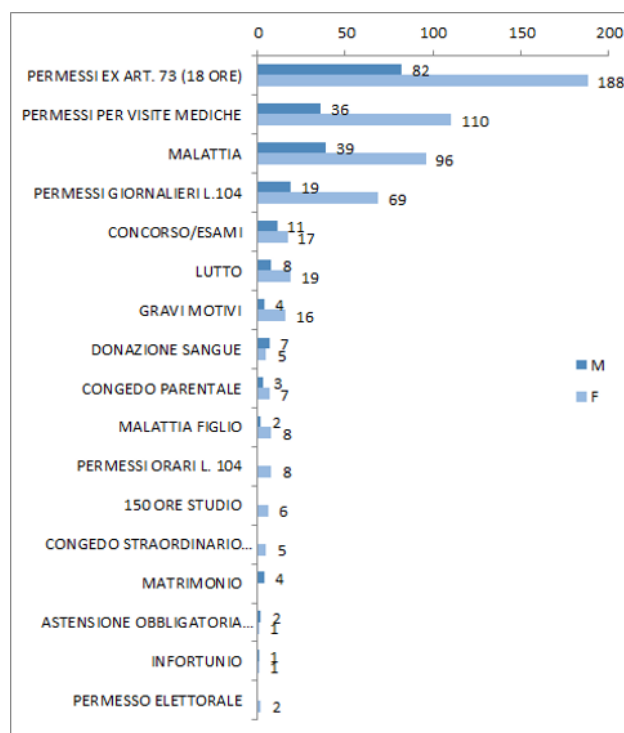 0 50 100 150 200
PERMESSI EX ART. 73 (18 ORE) 82
188
PERMESSI PER VISITE MEDICHE 36
110
MALATTIA 39
96
PERMESSI GIORNALIERI L.104 19
69
CONCORSO/ESAMI 11
17
LUTTO 8
19
GRAVI MOTIVI 4
16
DONAZIONE SANGUE 7
5
CONGEDO PARENTALE 3
7
MALATTIA FIGLIO 2
8
PERMESSI ORARI L. 104 8
150 ORE STUDIO 6
CONGEDO STRAORDINARIO... 5
MATRIMONIO 4
ASTENSIONE OBBLIGATORIA... 2
1
INFORTUNIO 1
1
PERMESSO ELETTORALE 2
M
F